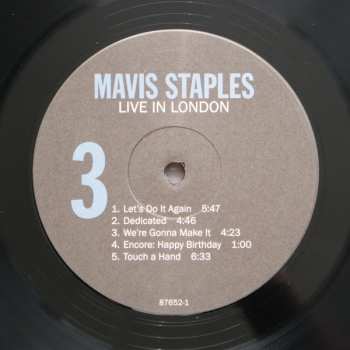 MAVIS STAPLES
LIVE IN LONDON
3
1. Let's Do It Again 5:47
2. Dedicated 4:46
3. We're Gonna Make It 4:23
4. Encore: Happy Birthday 1:00
5. Touch a Hand 6:33
87652-1